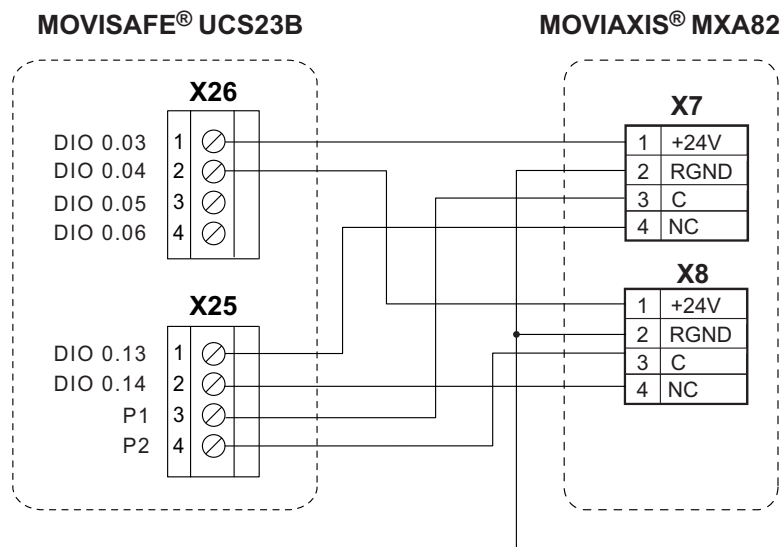 MOVISAFE® UCS23B
MOVIAXIS® MXA82
X26
DIO 0.03 1
DIO 0.04 2
DIO 0.05 3
DIO 0.06 4
X25
DIO 0.13 1
DIO 0.14 2
P1 3
P2 4
X7
1 +24V
2 RGND
3 C
4 NC
X8
1 +24V
2 RGND
3 C
4 NC